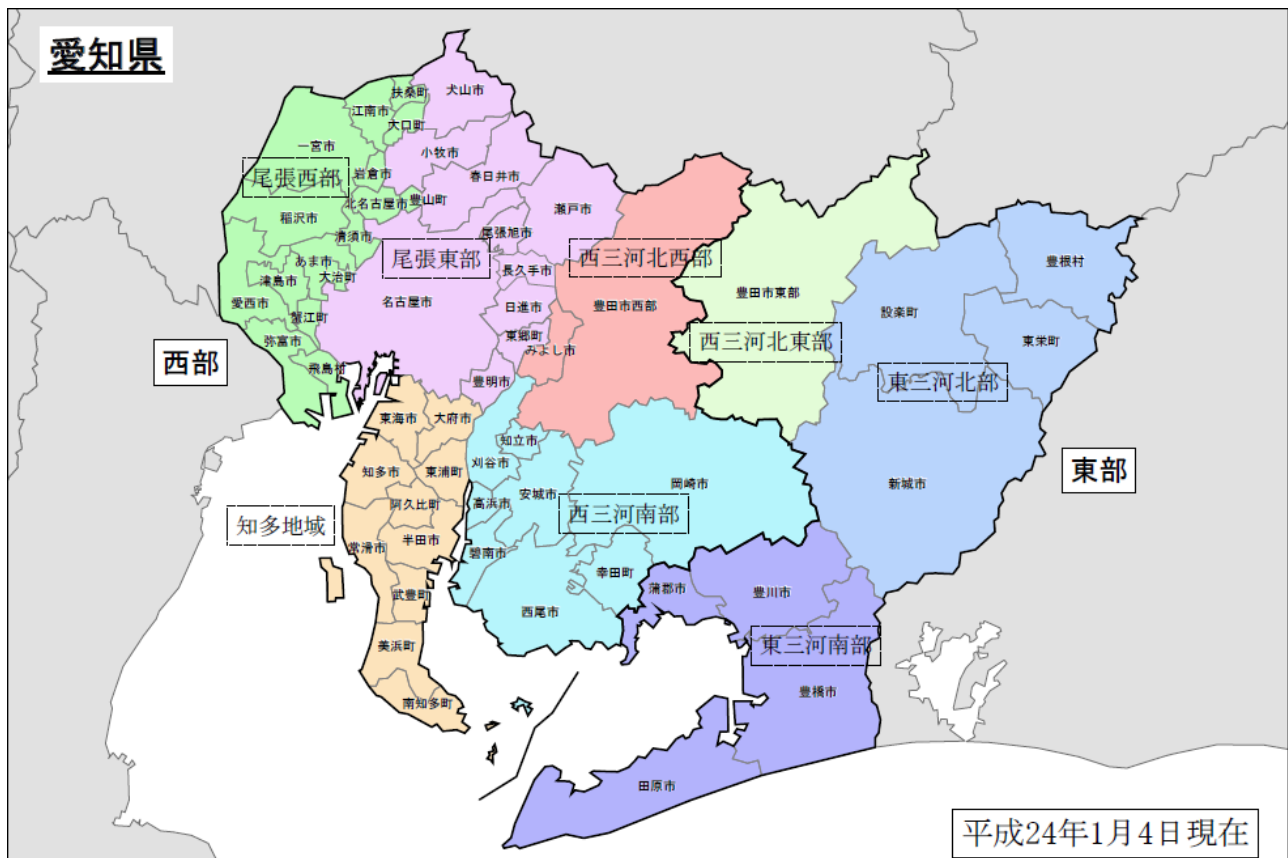 愛知県
犬山市
扶桑町
江南市
大口町
一宮市
小牧市
尾張西部
岩倉市
春日井市
北名古屋市
豊山町
瀬戸市
稲沢市
清須市
尾張旭市
尾張東部
西三河北西部
あま市
長久手市
津島市
大治町
豊田市東部
豊根村
愛西市
名古屋市
日進市
豊田市西部
設楽町
蟹江町
弥富市
東郷町
西三河北東部
東栄町
西部
みよし市
飛島村
豊明市
東三河北部
東海市
大府市
知立市
知多市
東浦町
刈谷市
東部
岡崎市
新城市
安城市
高浜市
阿久比町
知多地域
西三河南部
常滑市
半田市
碧南市
幸田町
蒲郡市
豊川市
武豊町
西尾市
美浜町
東三河南部
豊橋市
南知多町
田原市
平成24年1月4日現在